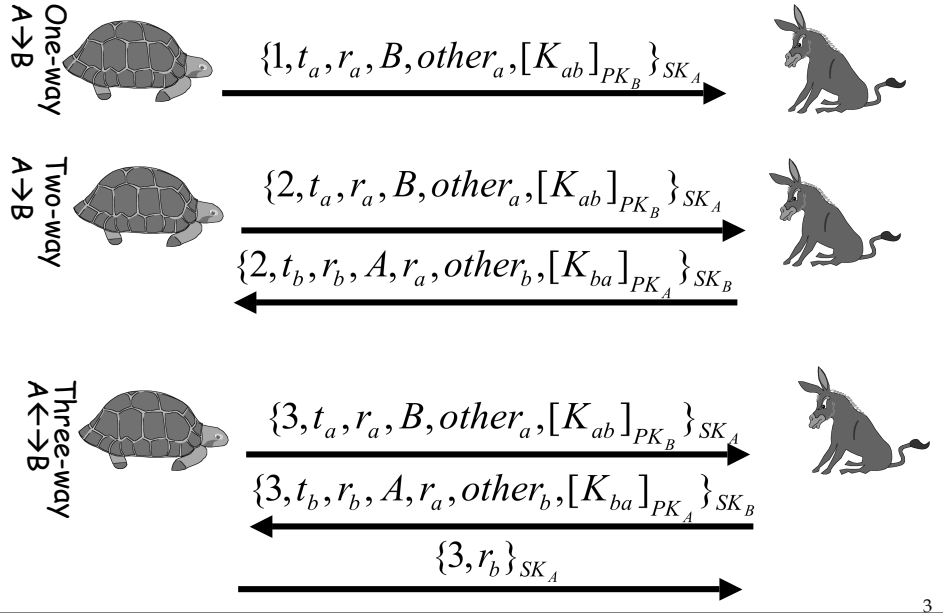 One-way
A→B
{1, t_a, r_a, B, other_a, [K_ab]_PK_B}_SK_A
Two-way
A→B
{2, t_a, r_a, B, other_a, [K_ab]_PK_B}_SK_A
{2, t_b, r_b, A, r_a, other_b, [K_ba]_PK_A}_SK_B
Three-way
A←→B
{3, t_a, r_a, B, other_a, [K_ab]_PK_B}_SK_A
{3, t_b, r_b, A, r_a, other_b, [K_ba]_PK_A}_SK_B
{3, r_b}_SK_A
3